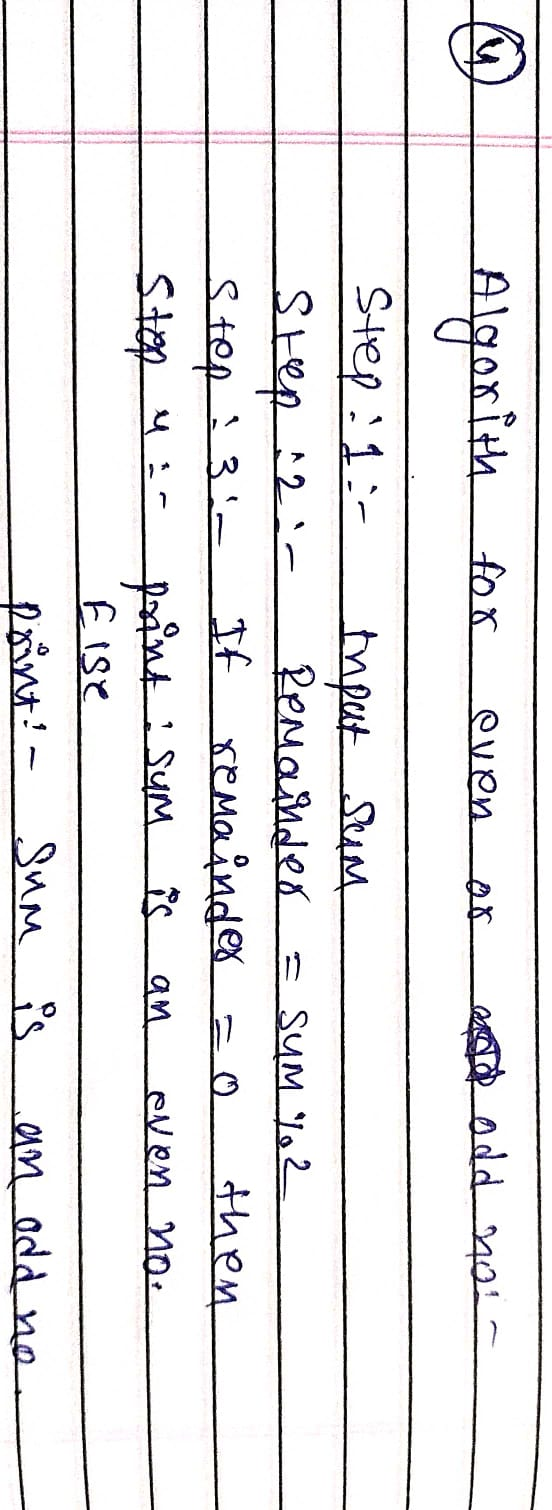 4
Algorith for even or odd no:-
Step:1:- Input Sum
Step:2:- Remainder = sum%2
Step:3:- If remainder = 0 then
Step 4:- print: sum is an even no.
Else
print:- Sum is an odd no.